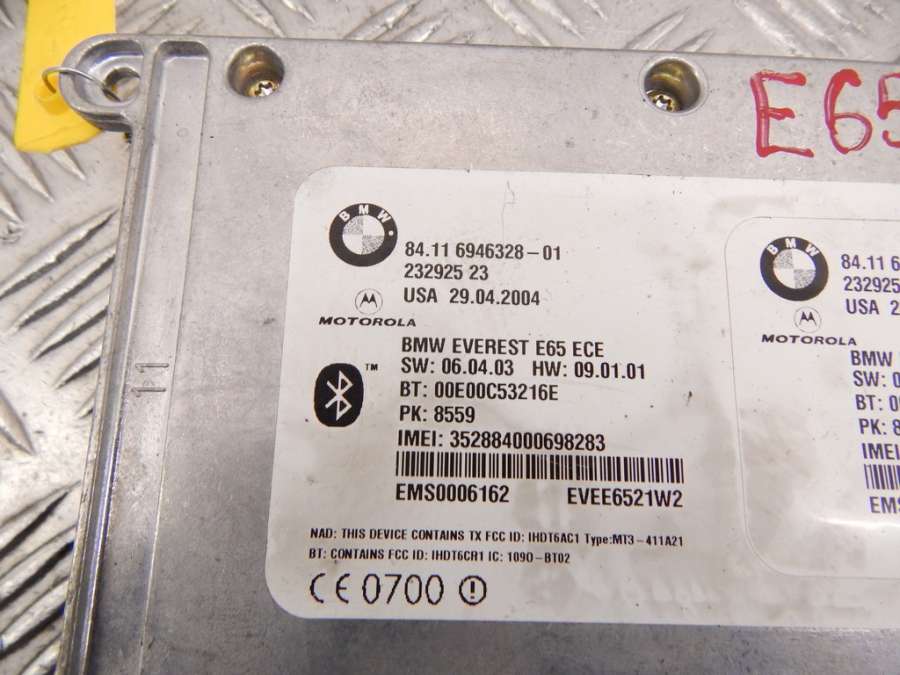 E65
11
BMW
84.11 6946328-01
232925 23
USA 29.04.2004
MOTOROLA
BMW EVEREST E65 ECE
SW: 06.04.03 HW: 09.01.01
TM
BT: 00E00C53216E
PK: 8559
IMEI: 352884000698283
EMS0006162 EVEE6521W2
NAD: THIS DEVICE CONTAINS TX FCC ID: IHDT6AC1 Type:MT3-411A21
BT: CONTAINS FCC ID: IHDT6CR1 IC: 1090-BT02
CE 0700
BMW
84.11 6
232925
USA 2
MOTOROLA
BMW
SW: 0
BT: 0
PK: 8
IMEI
EMS